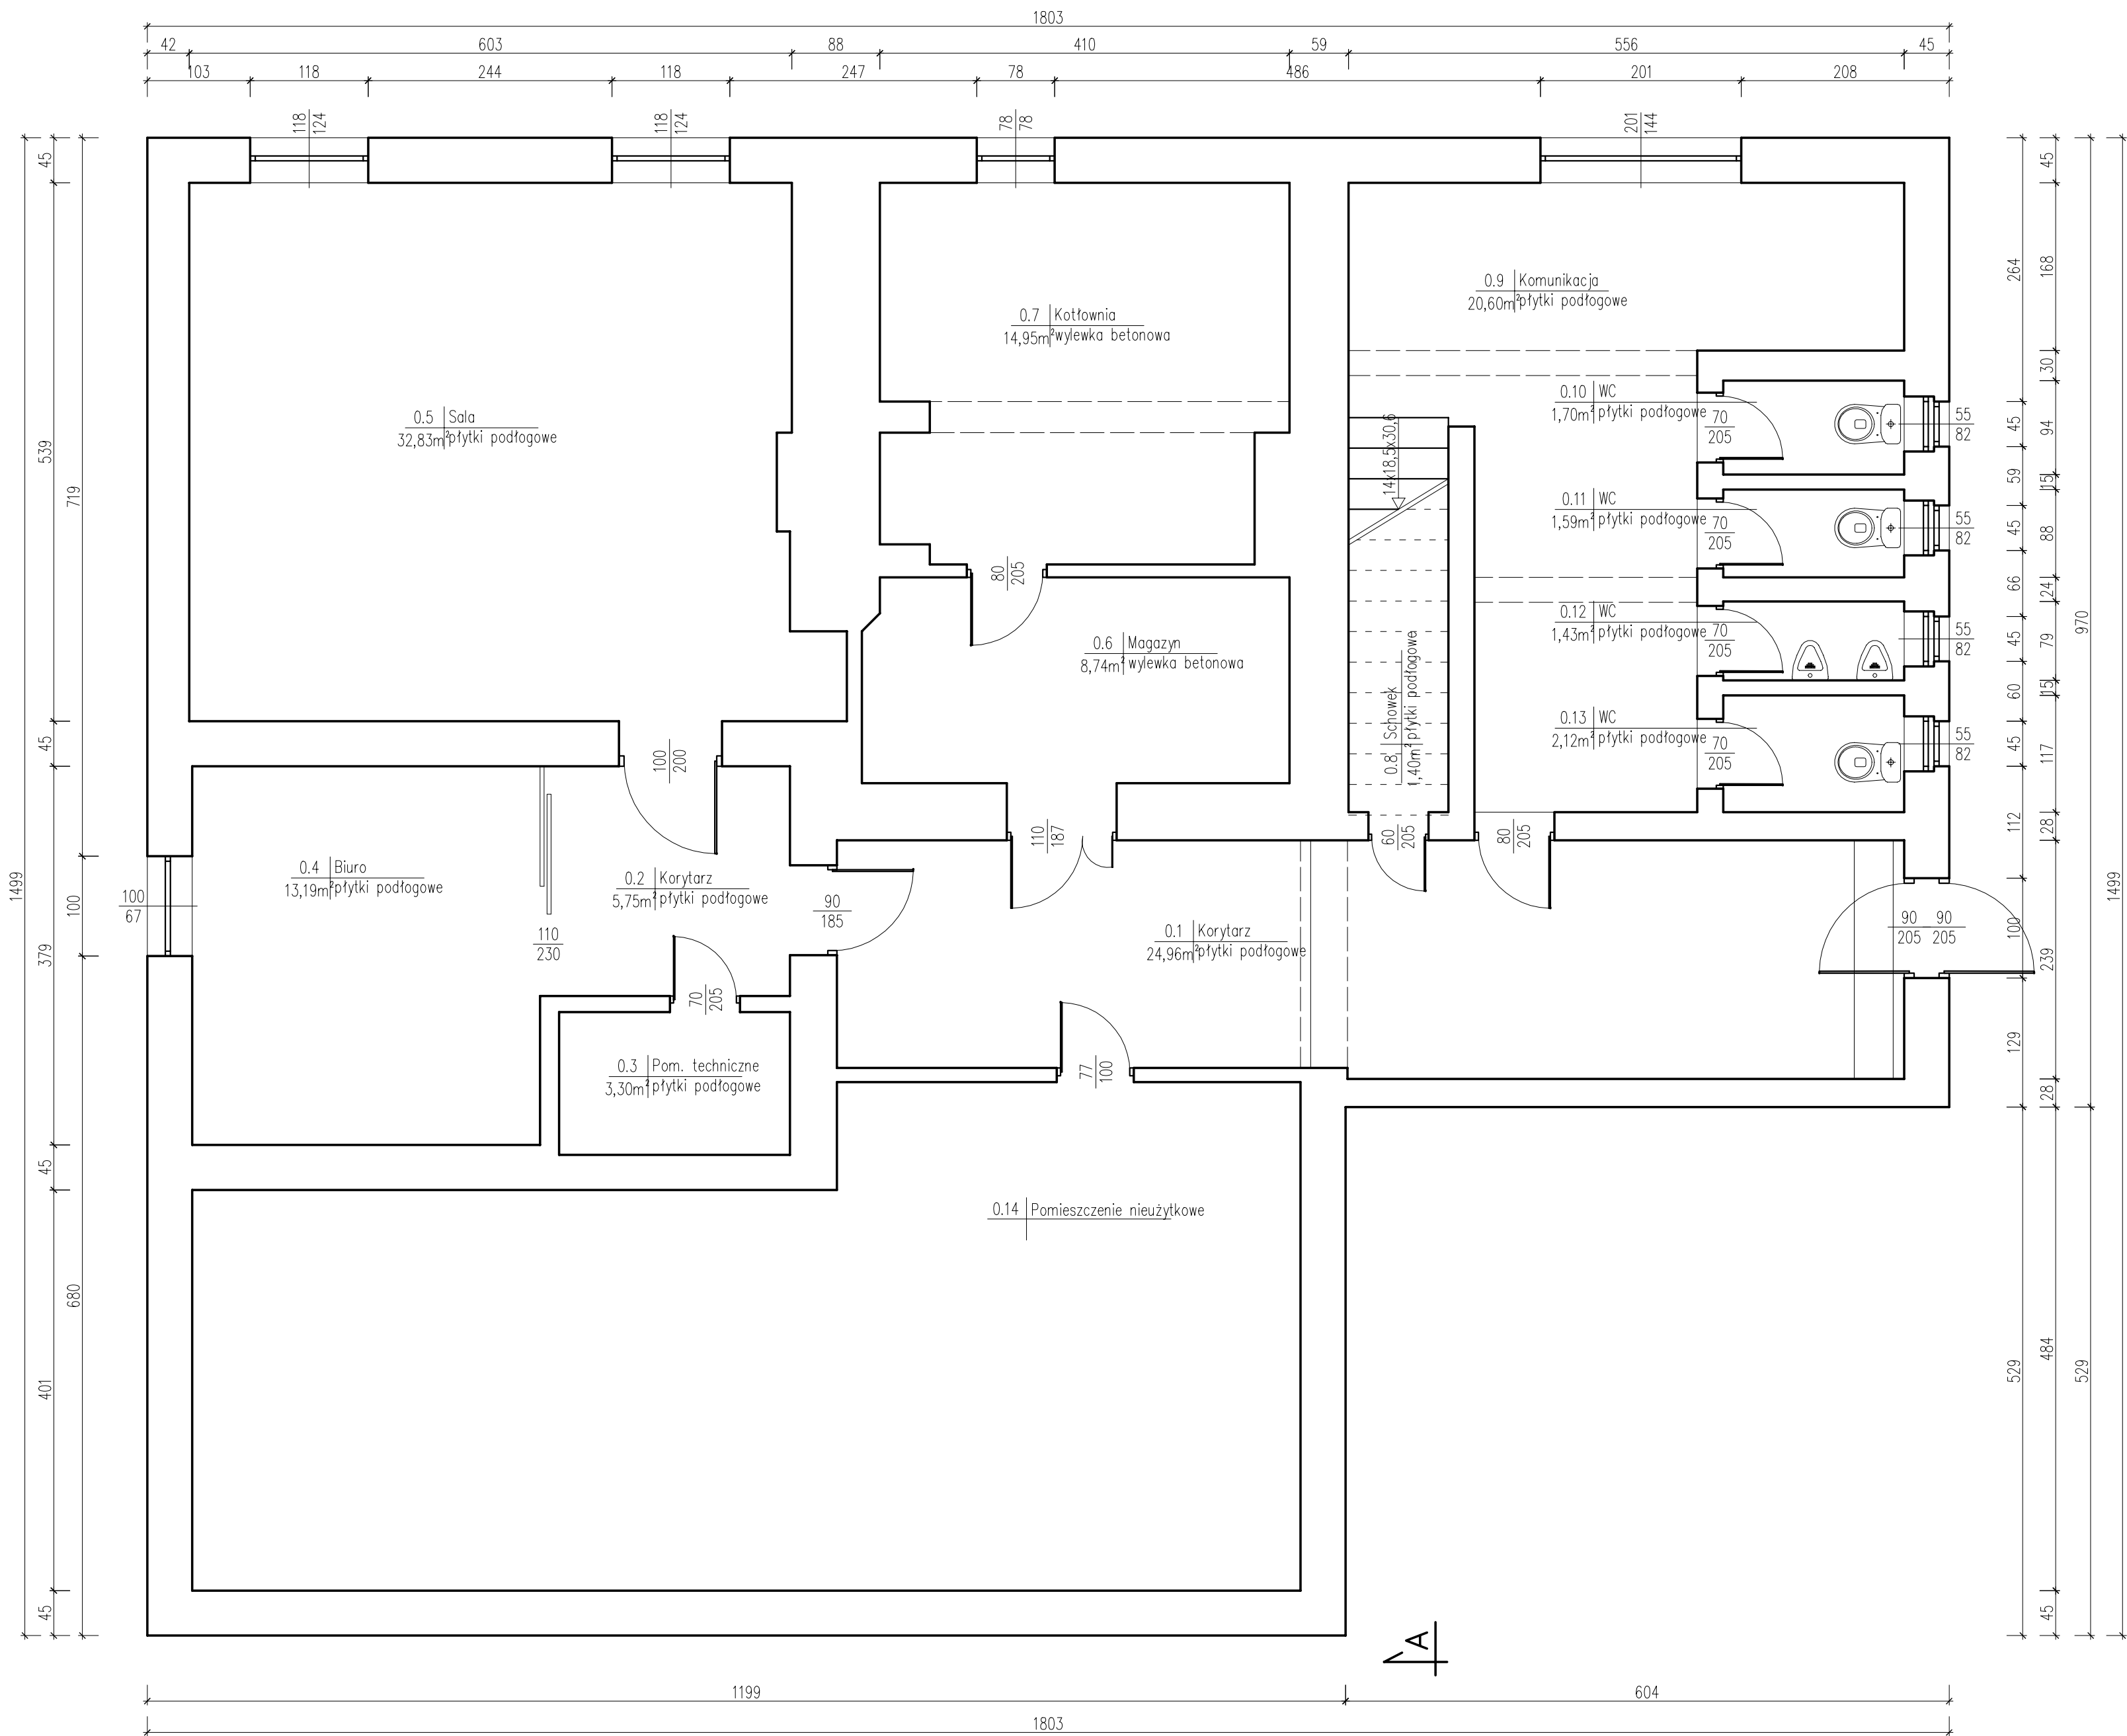 1803
42 603 88 410 59 556 45
103 118 244 118 247 78 486 201 208
118
124
118
124
78
78
201
144
0.9 Komunikacja
20,60m² płytki podłogowe
0.7 Kotłownia
14,95m² wylewka betonowa
0.5 Sala
32,83m² płytki podłogowe
0.10 WC
1,70m² płytki podłogowe
70
205
55
82
14x18,5x30,6
0.11 WC
1,59m² płytki podłogowe
70
205
55
82
80
205
0.12 WC
1,43m² płytki podłogowe
70
205
55
82
0.6 Magazyn
8,74m² wylewka betonowa
0.8 Schowek
1,40m² płytki podłogowe
0.13 WC
2,12m² płytki podłogowe
70
205
55
82
100
200
110
187
60
205
80
205
0.4 Biuro
13,19m² płytki podłogowe
0.2 Korytarz
5,75m² płytki podłogowe
100
67
90
185
110
230
0.1 Korytarz
24,96m² płytki podłogowe
90 90
205 205
70
205
0.3 Pom. techniczne
3,30m² płytki podłogowe
77
100
0.14 Pomieszczenie nieużytkowe
A
1499
45 539 45 379 45 401 45
719 100 680
264 45 59 45 66 45 60 45 112 100 129 529
45 168 30 94 15 88 24 79 15 117 28 239 28 484 45
970 529
1499
1199 604
1803